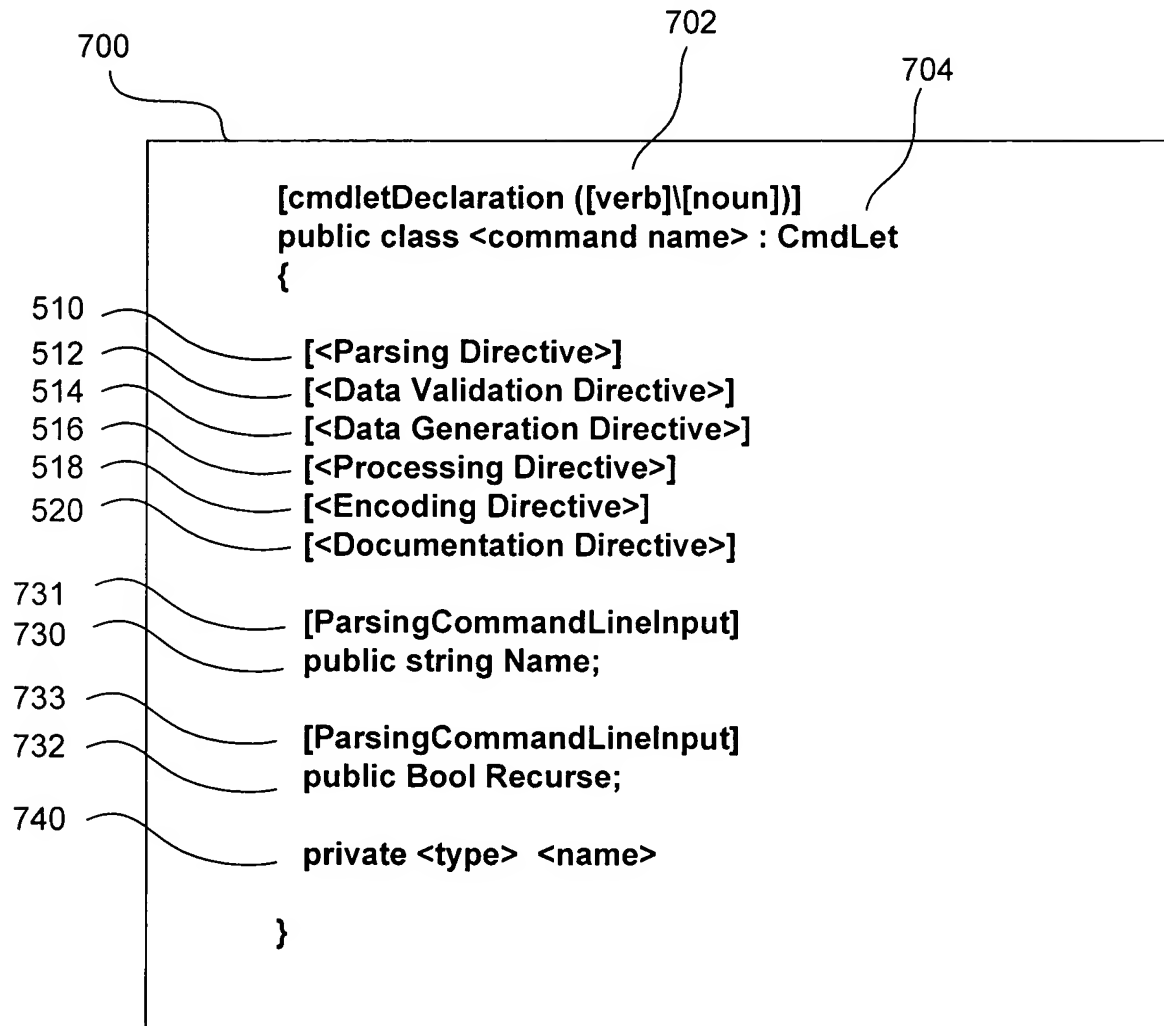 702
700
704
[cmdletDeclaration ([verb]\[noun])]
public class <command name> : CmdLet
{
510
512 [<Parsing Directive>]
514 [<Data Validation Directive>]
516 [<Data Generation Directive>]
518 [<Processing Directive>]
520 [<Encoding Directive>]
[<Documentation Directive>]
731
730 [ParsingCommandLineInput]
public string Name;
733
732 [ParsingCommandLineInput]
public Bool Recurse;
740
private <type> <name>
}